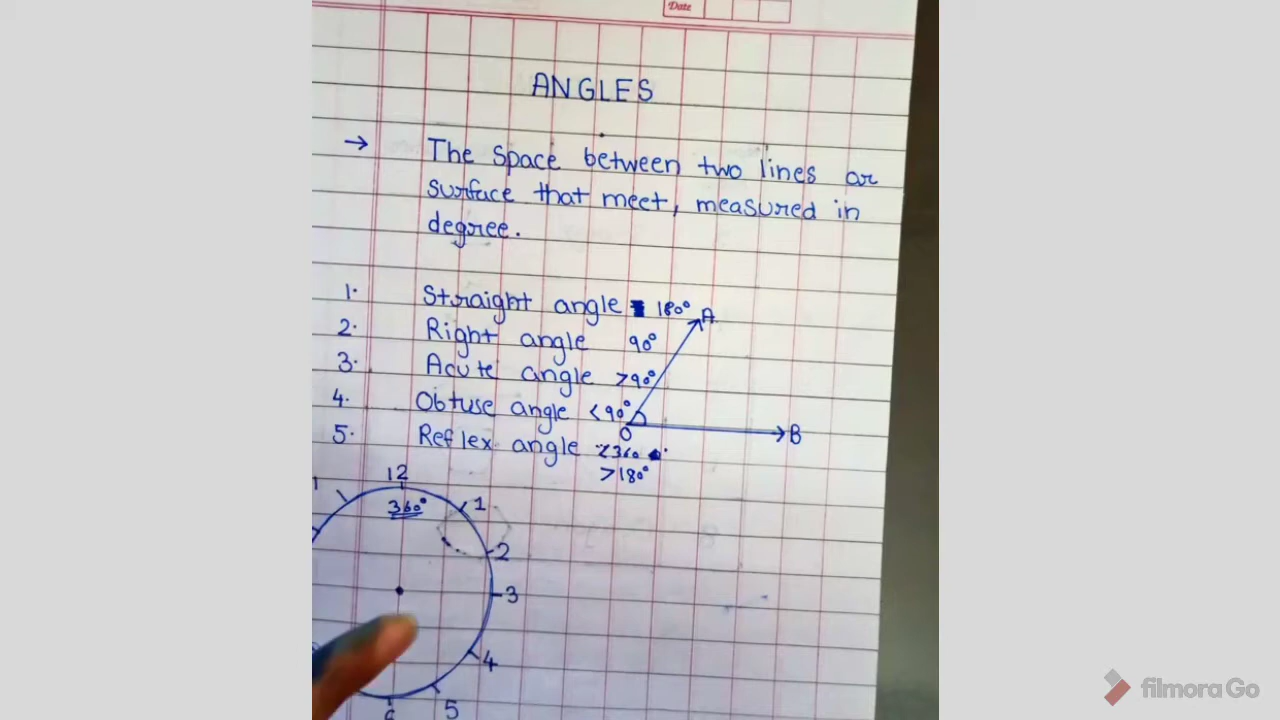 Date
ANGLES
→ The space between two lines or
surface that meet, measured in
degree.
1. Straight angle 180°
2. Right angle 90°
3. Acute angle >90°
4. Obtuse angle <90°
5. Reflex angle <360
>180°
A
O
B
12
360°
1
2
3
4
5
6
filmora Go